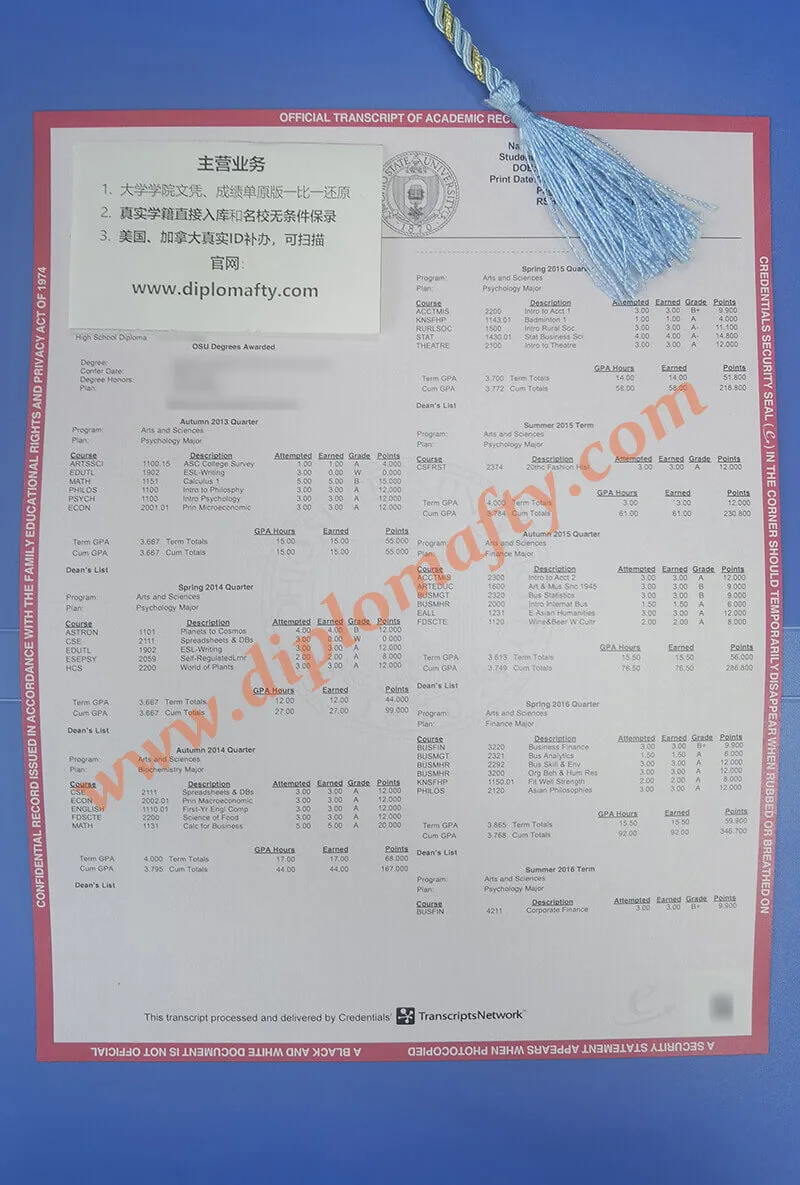 OFFICIAL TRANSCRIPT OF ACADEMIC
主营业务
1、大学学院文凭、成绩单原版一比一还原
2、真实学籍直接入库和名校无条件保录
3、美国、加拿大真实ID补办,可扫描
官网:
www.diplomafty.com
OHIO STATE UNIVERSITY
1870
Print Date
High School Diploma
OSU Degrees Awarded
Degree:
Confer Date:
Degree Honors:
Plan:
Autumn 2013 Quarter
Program: Arts and Sciences
Plan: Psychology Major
Course Description Attempted Earned Grade Points
ARTSSCI 1100.15 ASC College Survey 1.00 1.00 A 4.000
EDUTL 1902 ESL-Writing 3.00 0.00 W 0.000
MATH 1151 Calculus 1 5.00 5.00 B 15.000
PHILOS 1100 Intro to Philosphy 3.00 3.00 A 12.000
PSYCH 1100 Intro Psychology 3.00 3.00 A 12.000
ECON 2001.01 Prin Microeconomic 3.00 3.00 A 12.000
GPA Hours Earned Points
Term GPA 3.667 Term Totals 15.00 15.00 55.000
Cum GPA 3.667 Cum Totals 15.00 15.00 55.000
Dean's List
Spring 2014 Quarter
Program: Arts and Sciences
Plan: Psychology Major
Course Description Attempted Earned Grade Points
ASTRON 1101 Planets to Cosmos 4.00 4.00 B 12.000
CSE 2111 Spreadsheets & DBs 3.00 0.00 W 0.000
EDUTL 1902 ESL-Writing 3.00 3.00 A 12.000
ESEPSY 2059 Self-RegulatedLrnr 2.00 2.00 A 8.000
HCS 2200 World of Plants 3.00 3.00 A 12.000
GPA Hours Earned Points
Term GPA 3.667 Term Totals 12.00 12.00 44.000
Cum GPA 3.667 Cum Totals 27.00 27.00 99.000
Dean's List
Autumn 2014 Quarter
Program: Arts and Sciences
Plan: Biochemistry Major
Course Description Attempted Earned Grade Points
CSE 2111 Spreadsheets & DBs 3.00 3.00 A 12.000
ECON 2002.01 Prin Macroeconomic 3.00 3.00 A 12.000
ENGLISH 1110.01 First-Yr Engl Comp 3.00 3.00 A 12.000
FDSCTE 2200 Science of Food 3.00 3.00 A 12.000
MATH 1131 Calc for Business 5.00 5.00 A 20.000
GPA Hours Earned Points
Term GPA 4.000 Term Totals 17.00 17.00 68.000
Cum GPA 3.795 Cum Totals 44.00 44.00 167.000
Dean's List
Spring 2015
Program: Arts and Sciences
Plan: Psychology Major
Course Description Attempted Earned Grade Points
ACCTMIS 2200 Intro to Acct 1 3.00 3.00 B+ 9.900
KNSFHP 1143.01 Badminton 1 1.00 1.00 A 4.000
RURLSOC 1500 Intro Rural Soc 3.00 3.00 A- 11.100
STAT 1430.01 Stat Business Sci 4.00 4.00 A- 14.800
THEATRE 2100 Intro to Theatre 3.00 3.00 A 12.000
GPA Hours Earned Points
Term GPA 3.700 Term Totals 14.00 14.00 51.800
Cum GPA 3.772 Cum Totals 58.00 58.00 218.800
Dean's List
Summer 2015 Term
Program: Arts and Sciences
Plan: Psychology Major
Course Description Attempted Earned Grade Points
CSFRST 2374 20thc Fashion Hist 3.00 3.00 A 12.000
GPA Hours Earned Points
Term GPA 4.000 Term Totals 3.00 3.00 12.000
Cum GPA 3.784 Cum Totals 61.00 61.00 230.800
Autumn 2015 Quarter
Program: Arts and Sciences
Plan: Finance Major
Course Description Attempted Earned Grade Points
ACCTMIS 2300 Intro to Acct 2 3.00 3.00 A 12.000
ARTEDUC 1600 Art & Mus Snc 1945 3.00 3.00 B 9.000
BUSMGT 2320 Bus Statistics 3.00 3.00 B 9.000
BUSMHR 2000 Intro Internat Bus 1.50 1.50 A 6.000
EALL 1231 E Asian Humanities 3.00 3.00 A 12.000
FDSCTE 1120 Wine&Beer W Cultr 2.00 2.00 A 8.000
GPA Hours Earned Points
Term GPA 3.613 Term Totals 15.50 15.50 56.000
Cum GPA 3.749 Cum Totals 76.50 76.50 286.800
Dean's List
Spring 2016 Quarter
Program: Arts and Sciences
Plan: Finance Major
Course Description Attempted Earned Grade Points
BUSFIN 3220 Business Finance 3.00 3.00 B+ 9.900
BUSMGT 2321 Bus Analytics 1.50 1.50 A 6.000
BUSMHR 2292 Bus Skill & Env 3.00 3.00 A 12.000
BUSMHR 3200 Org Beh & Hum Res 3.00 3.00 A 12.000
KNSFHP 1150.01 Fit Well Strength 2.00 2.00 A 8.000
PHILOS 2120 Asian Philosophies 3.00 3.00 A 12.000
GPA Hours Earned Points
Term GPA 3.865 Term Totals 15.50 15.50 59.900
Cum GPA 3.768 Cum Totals 92.00 92.00 346.700
Dean's List
Summer 2016 Term
Program: Arts and Sciences
Plan: Psychology Major
Course Description Attempted Earned Grade Points
BUSFIN 4211 Corporate Finance 3.00 3.00 B+ 9.900
This transcript processed and delivered by Credentials' TranscriptsNetwork™
CONFIDENTIAL RECORD ISSUED IN ACCORDANCE WITH THE FAMILY EDUCATIONAL RIGHTS AND PRIVACY ACT OF 1974
CREDENTIALS SECURITY SEAL (e) IN THE CORNER SHOULD TEMPORARILY DISAPPEAR WHEN RUBBED OR BREATHED ON
A SECURITY STATEMENT APPEARS WHEN PHOTOCOPIED
A BLACK AND WHITE DOCUMENT IS NOT OFFICIAL
www.diplomafty.com